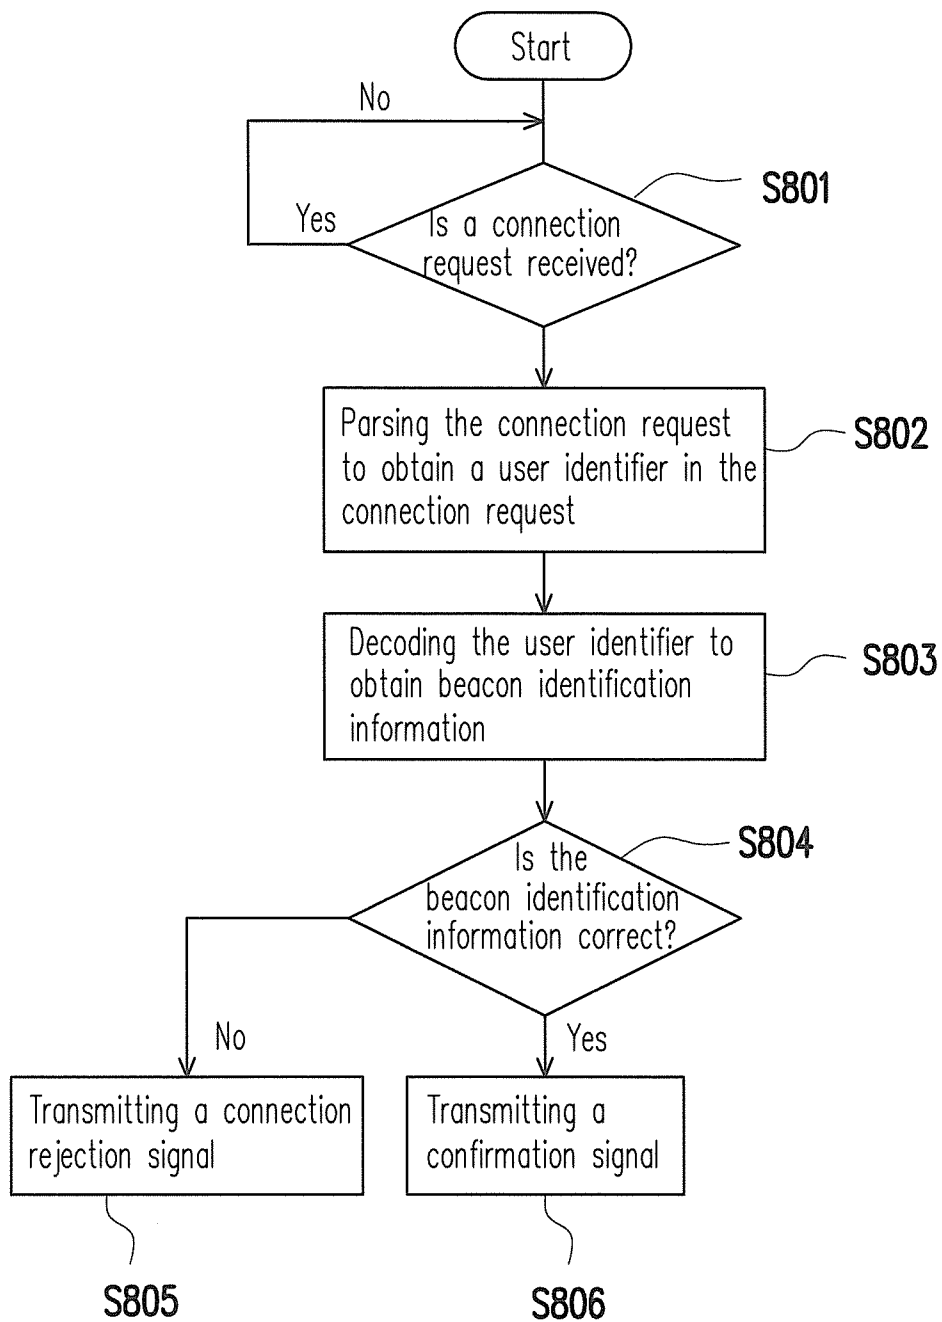 Start
No
S801
Yes
Is a connection
request received?
Parsing the connection request
to obtain a user identifier in the
connection request
S802
Decoding the user identifier to
obtain beacon identification
information
S803
S804
Is the
beacon identification
information correct?
No
Yes
Transmitting a connection
rejection signal
Transmitting a
confirmation signal
S805
S806